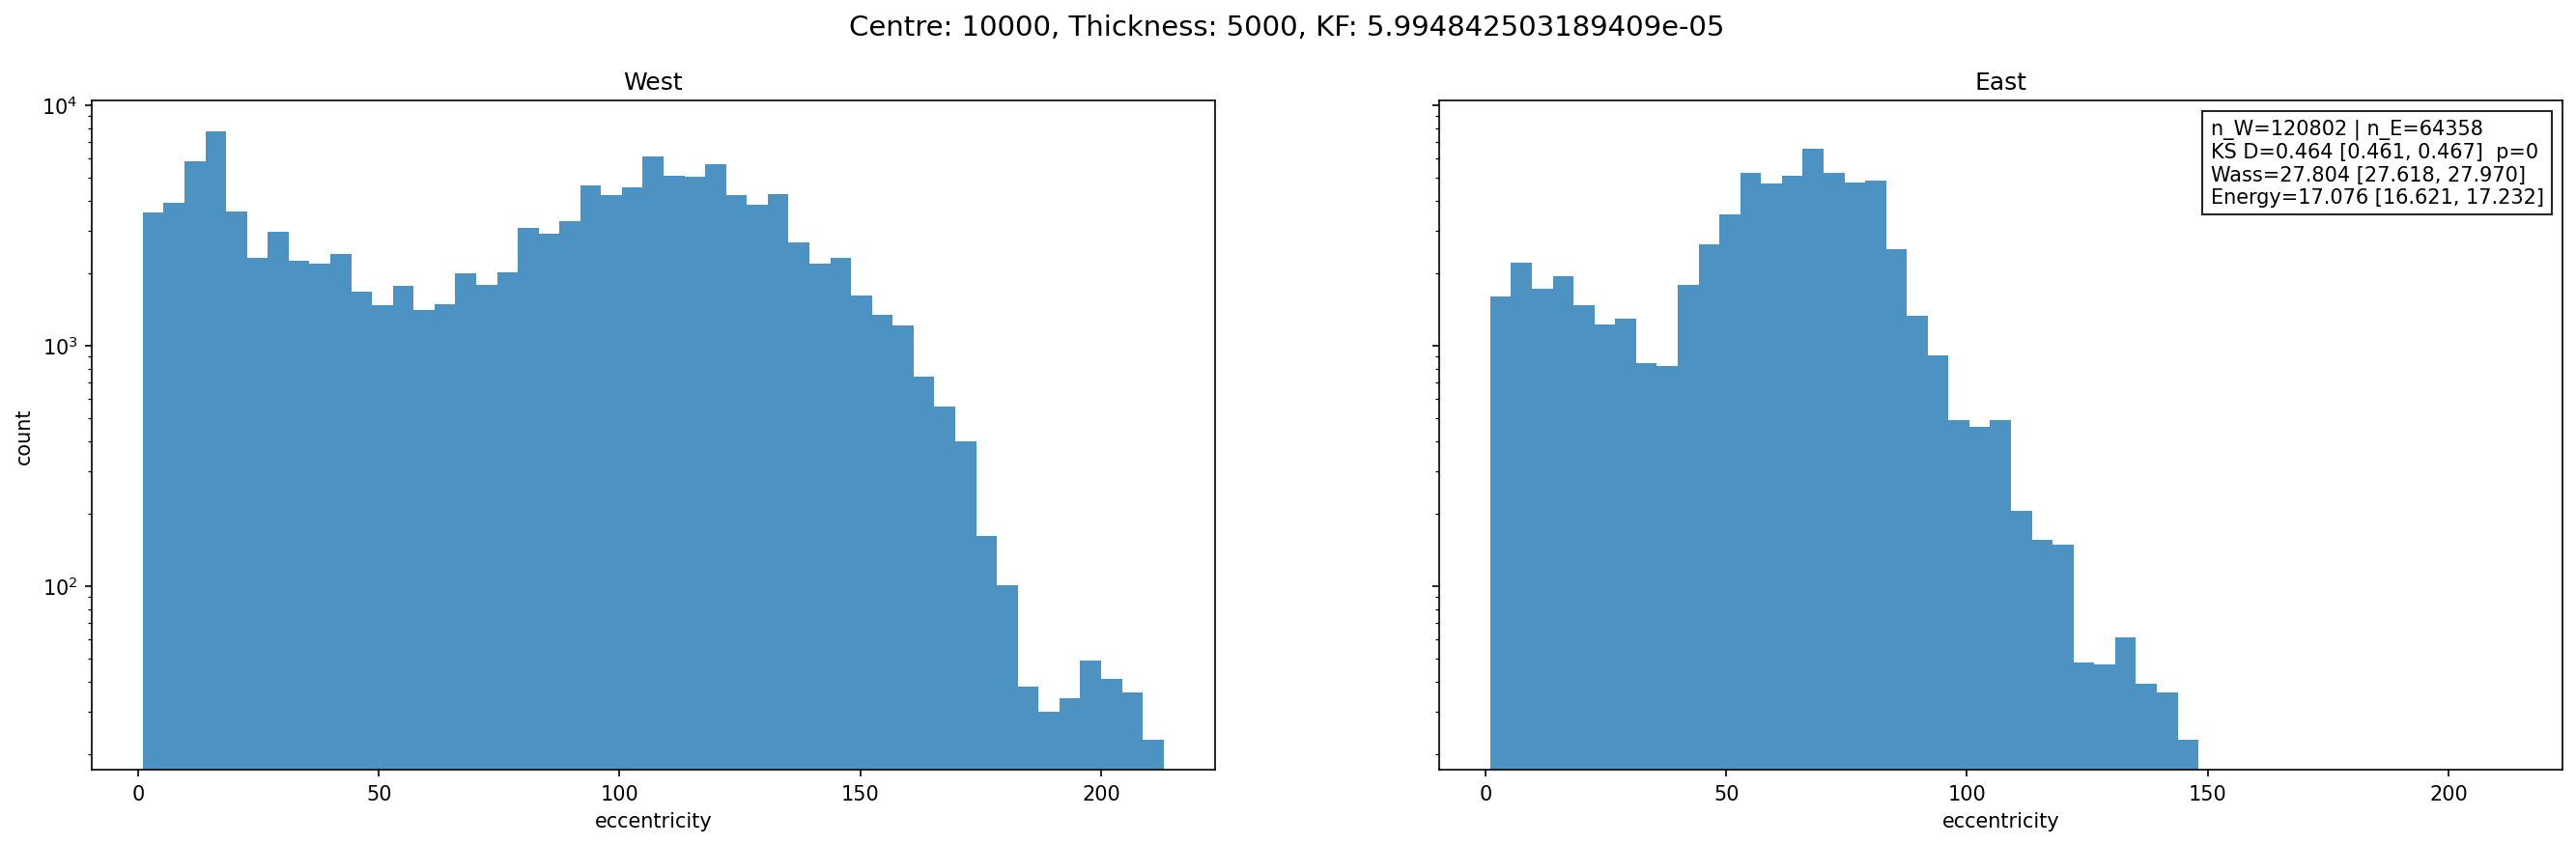 Centre: 10000, Thickness: 5000, KF: 5.994842503189409e-05
West
10⁴
10³
10²
count
0 50 100 150 200
eccentricity
East
n_W=120802 | n_E=64358
KS D=0.464 [0.461, 0.467]  p=0
Wass=27.804 [27.618, 27.970]
Energy=17.076 [16.621, 17.232]
0 50 100 150 200
eccentricity